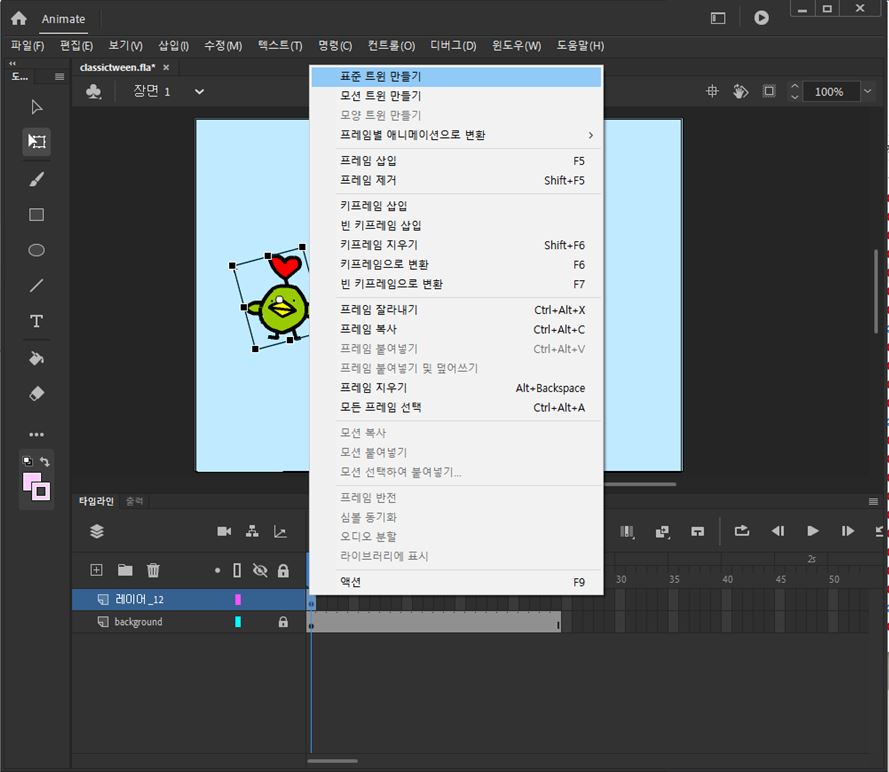 Animate
파일(F) 편집(E) 보기(V) 삽입(I) 수정(M) 텍스트(T) 명령(C) 컨트롤(O) 디버그(D) 윈도우(W) 도움말(H)
도... classictween.fla* ×
장면 1 100%
표준 트윈 만들기
모션 트윈 만들기
모양 트윈 만들기
프레임별 애니메이션으로 변환
프레임 삽입 F5
프레임 제거 Shift+F5
키프레임 삽입
빈 키프레임 삽입
키프레임 지우기 Shift+F6
키프레임으로 변환 F6
빈 키프레임으로 변환 F7
프레임 잘라내기 Ctrl+Alt+X
프레임 복사 Ctrl+Alt+C
프레임 붙여넣기 Ctrl+Alt+V
프레임 붙여넣기 및 덮어쓰기
프레임 지우기 Alt+Backspace
모든 프레임 선택 Ctrl+Alt+A
모션 복사
모션 붙여넣기
모션 선택하여 붙여넣기...
프레임 반전
심볼 동기화
오디오 분할
라이브러리에 표시
액션 F9
타임라인 출력
2s
30 35 40 45 50
레이어_12
background